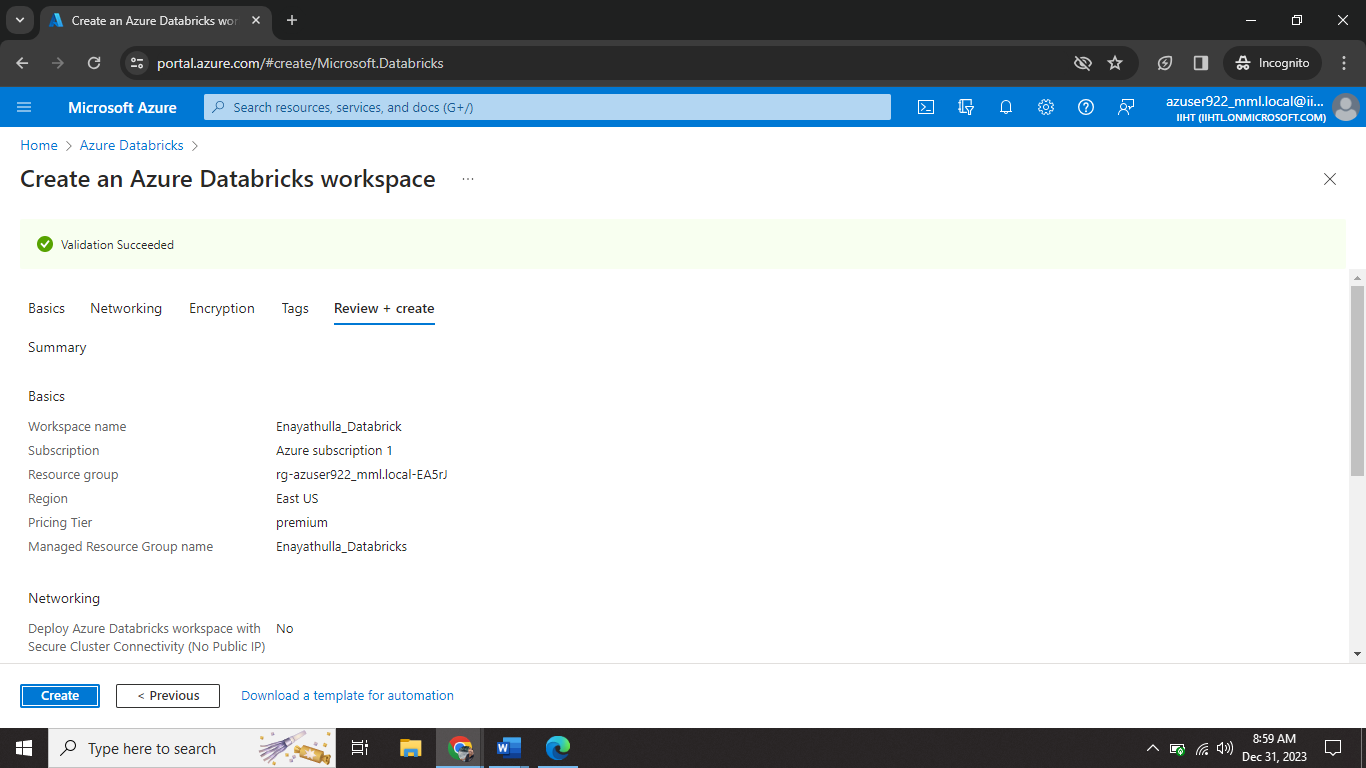 Create an Azure Databricks wo
portal.azure.com/#create/Microsoft.Databricks
Incognito
Microsoft Azure
Search resources, services, and docs (G+/)
azuser922_mml.local@ii...
IIHT (IIHTL.ONMICROSOFT.COM)
Home > Azure Databricks >
Create an Azure Databricks workspace ...
Validation Succeeded
Basics Networking Encryption Tags Review + create
Summary
Basics
Workspace name Enayathulla_Databrick
Subscription Azure subscription 1
Resource group rg-azuser922_mml.local-EA5rJ
Region East US
Pricing Tier premium
Managed Resource Group name Enayathulla_Databricks
Networking
Deploy Azure Databricks workspace with No
Secure Cluster Connectivity (No Public IP)
Create < Previous Download a template for automation
Type here to search
8:59 AM
Dec 31, 2023